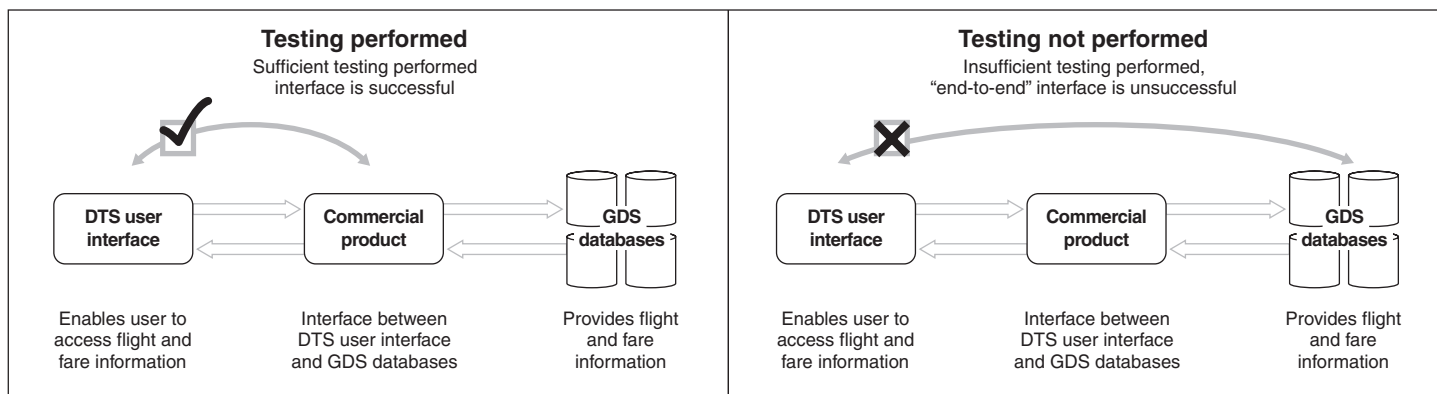 Testing performed
Sufficient testing performed
interface is successful
DTS user
interface
Commercial
product
GDS
databases
Enables user to
access flight and
fare information
Interface between
DTS user interface
and GDS databases
Provides flight
and fare
information
Testing not performed
Insufficient testing performed,
“end-to-end” interface is unsuccessful
DTS user
interface
Commercial
product
GDS
databases
Enables user to
access flight and
fare information
Interface between
DTS user interface
and GDS databases
Provides flight
and fare
information